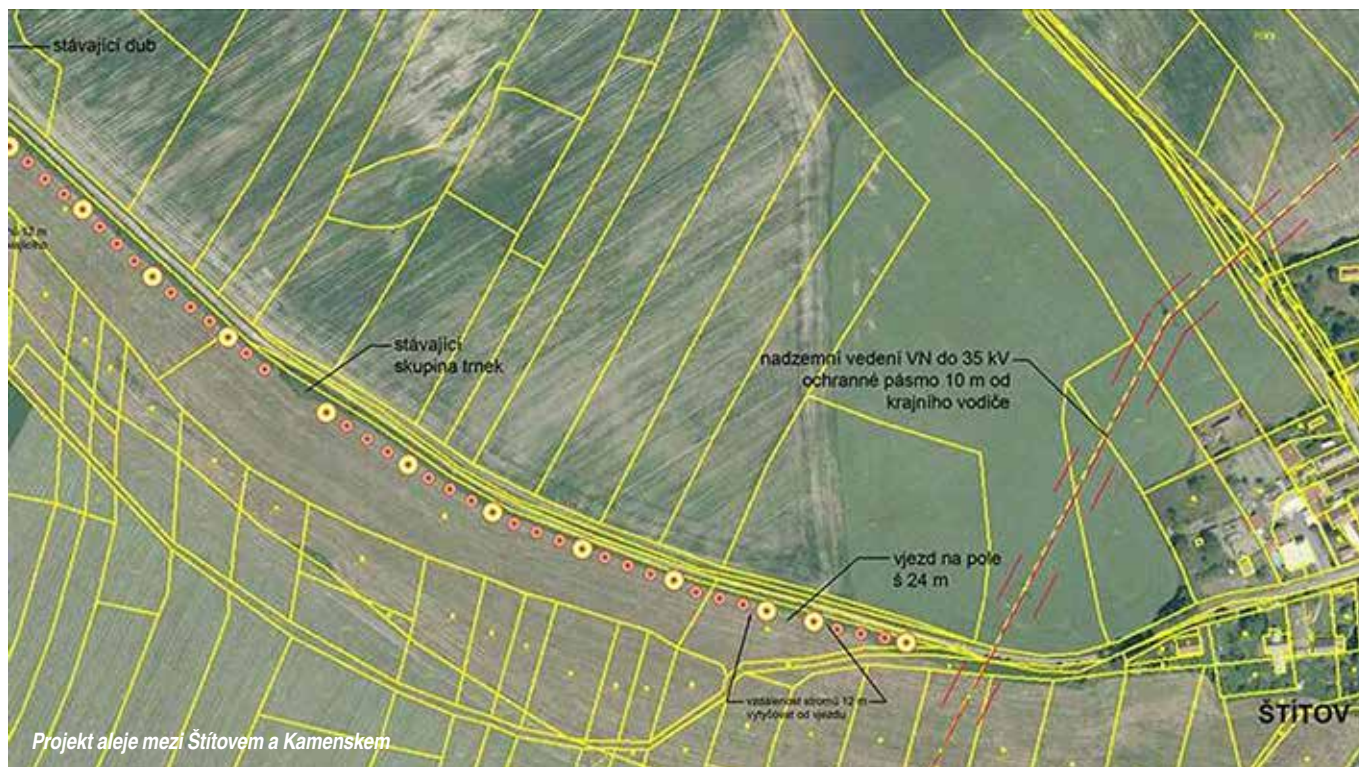 stávající dub
stávající
skupina trnek
nadzemní vedení VN do 35 kV
ochranné pásmo 10 m od
krajního vodiče
vjezd na pole
š 24 m
vzdálenost stromů 12 m
vytyčovat od vjezdu
ŠTÍTOV
Projekt aleje mezi Štítovem a Kamenskem